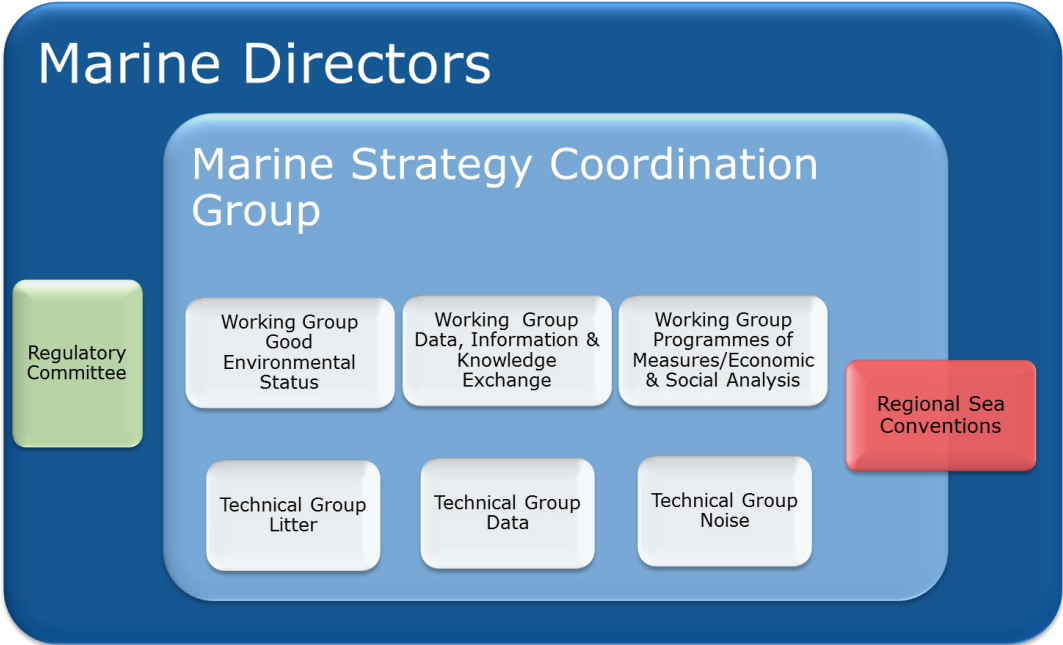 Marine Directors
Marine Strategy Coordination
Group
Regulatory
Committee
Working Group
Good
Environmental
Status
Working Group
Data, Information &
Knowledge
Exchange
Working Group
Programmes of
Measures/Economic
& Social Analysis
Regional Sea
Conventions
Technical Group
Litter
Technical Group
Data
Technical Group
Noise